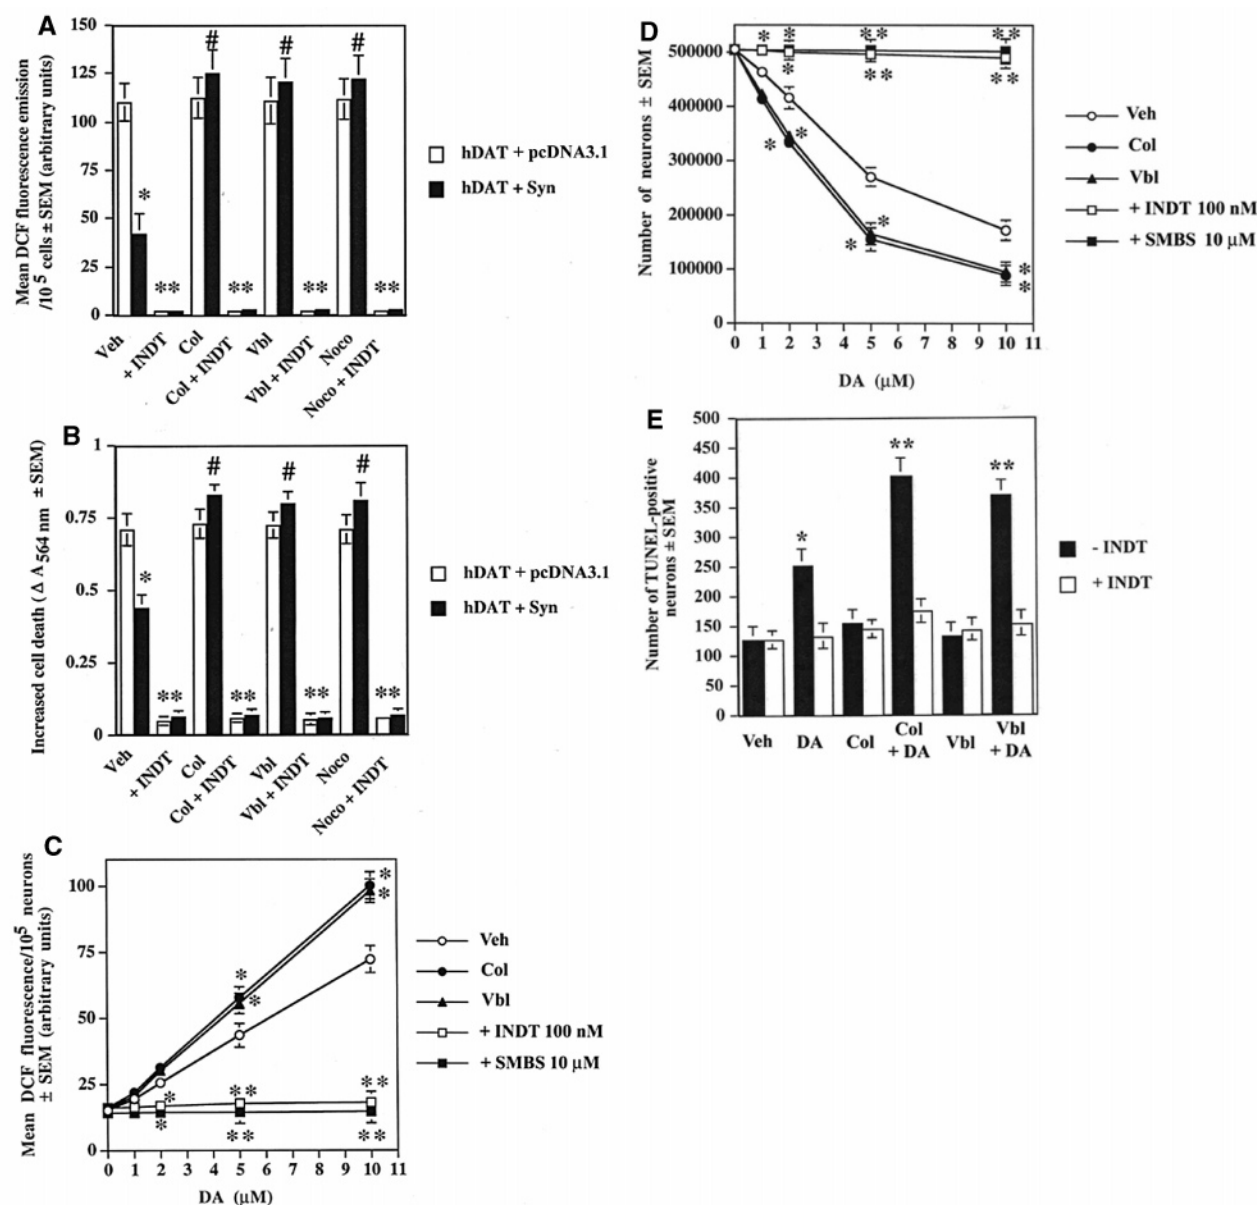 A
Mean DCF fluorescence emission
/10⁵ cells ± SEM (arbitrary units)
150
125
100
75
50
25
0
#
#
#
*
**
**
**
**
Veh
+ INDT
Col
Col + INDT
Vbl
Vbl + INDT
Noco
Noco + INDT
hDAT + pcDNA3.1
hDAT + Syn
B
Increased cell death (Δ A564 nm ± SEM)
1
0.75
0.5
0.25
0
#
#
#
*
**
**
**
**
Veh
+ INDT
Col
Col + INDT
Vbl
Vbl + INDT
Noco
Noco + INDT
hDAT + pcDNA3.1
hDAT + Syn
C
Mean DCF fluorescence/10⁵ neurons
± SEM (arbitrary units)
100
75
50
25
0
*
*
*
*
*
**
**
*
**
**
0 1 2 3 4 5 6 7 8 9 10 11
DA (μM)
Veh
Col
Vbl
+ INDT 100 nM
+ SMBS 10 μM
D
Number of neurons ± SEM
500000
400000
300000
200000
100000
0
*
*
**
**
*
**
**
*
*
*
*
*
*
0 1 2 3 4 5 6 7 8 9 10 11
DA (μM)
Veh
Col
Vbl
+ INDT 100 nM
+ SMBS 10 μM
E
Number of TUNEL-positive
neurons ± SEM
500
450
400
350
300
250
200
150
100
50
0
*
**
**
Veh
DA
Col
Col
+ DA
Vbl
Vbl
+ DA
- INDT
+ INDT